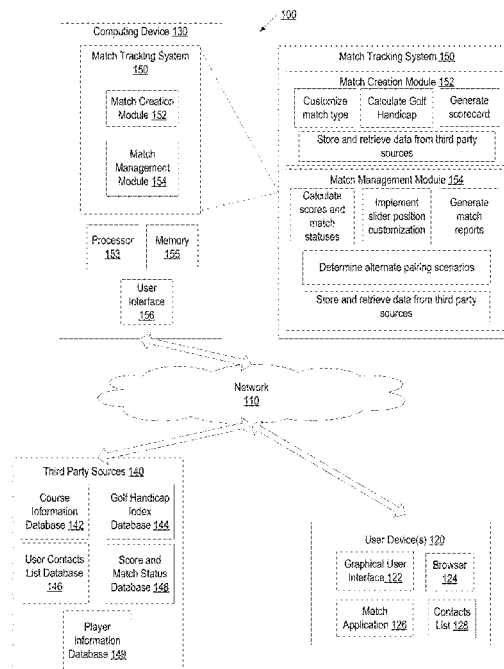 100
Computing Device 130
Match Tracking System
150
Match Creation
Module 152
Match
Management
Module 154
Processor
153
Memory
155
User
Interface
156
Match Tracking System 150
Match Creation Module 152
Customize
match type
Calculate Golf
Handicap
Generate
scorecard
Store and retrieve data from third party
sources
Match Management Module 154
Calculate
scores and
match
statuses
Implement
slider position
customization
Generate
match
reports
Determine alternate pairing scenarios
Store and retrieve data from third party
sources
Network
110
Third Party Sources 140
Course
Information
Database 142
Golf Handicap
Index
Database 144
User Contacts
List Database
146
Score and
Match Status
Database 148
Player
Information
Database 149
User Device(s) 120
Graphical User
Interface 122
Browser
124
Match
Application 126
Contacts
List 128